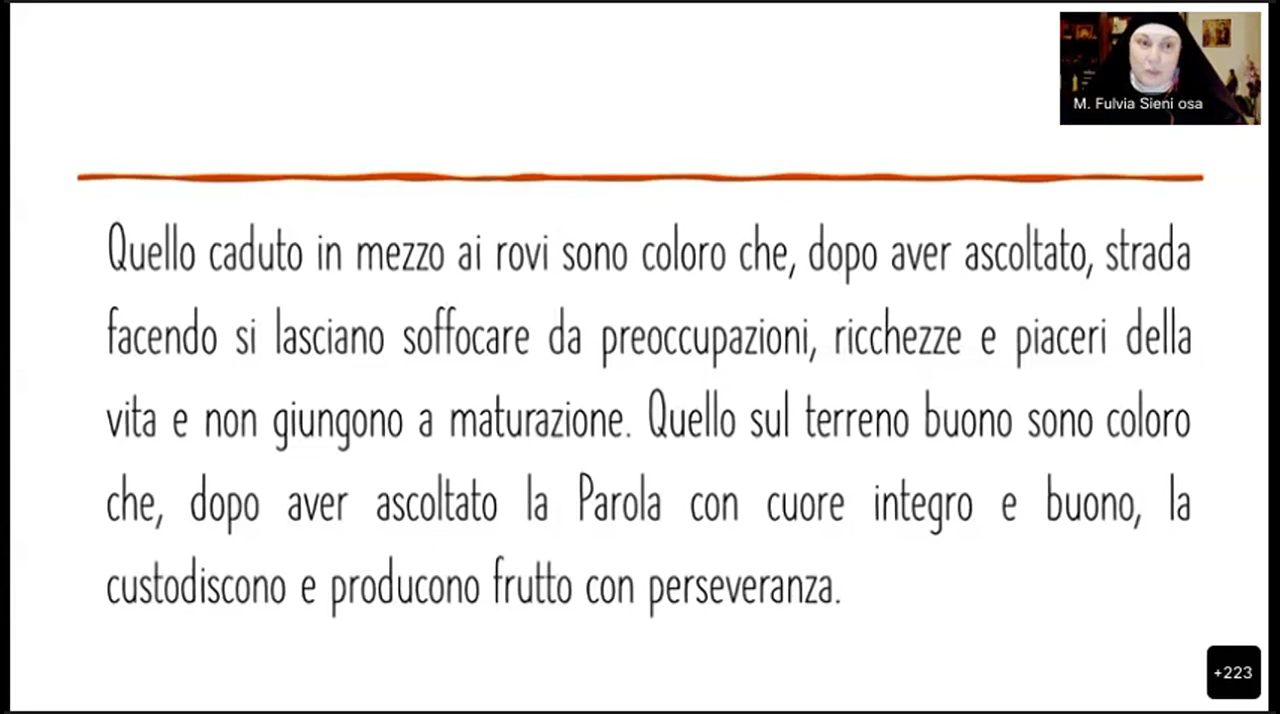 M. Fulvia Sieni osa
Quello caduto in mezzo ai rovi sono coloro che, dopo aver ascoltato, strada
facendo si lasciano soffocare da preoccupazioni, ricchezze e piaceri della
vita e non giungono a maturazione. Quello sul terreno buono sono coloro
che, dopo aver ascoltato la Parola con cuore integro e buono, la
custodiscono e producono frutto con perseveranza.
+223